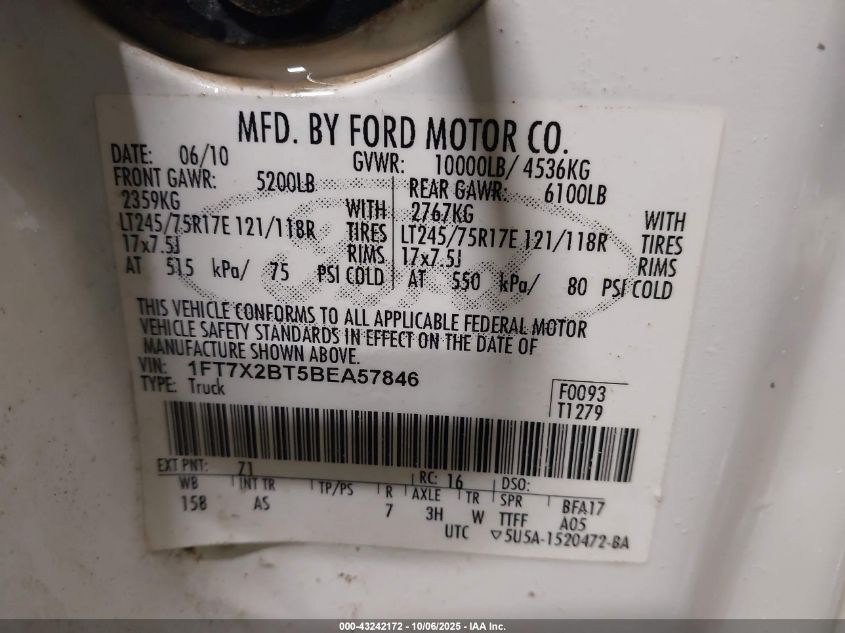 MFD. BY FORD MOTOR CO.
DATE: 06/10 GVWR: 10000LB/ 4536KG
FRONT GAWR: 5200LB REAR GAWR: 6100LB
2359KG WITH 2767KG WITH
LT245/75R17E 121/118R TIRES LT245/75R17E 121/118R TIRES
17x7.5J RIMS 17x7.5J RIMS
AT 515 kPa/ 75 PSI COLD AT 550 kPa/ 80 PSI COLD
THIS VEHICLE CONFORMS TO ALL APPLICABLE FEDERAL MOTOR
VEHICLE SAFETY STANDARDS IN EFFECT ON THE DATE OF
MANUFACTURE SHOWN ABOVE.
VIN: 1FT7X2BT5BEA57846
TYPE: Truck
F0093
T1279
EXT PNT: Z1 RC: 16 DSO:
WB INT TR TP/PS R AXLE TR SPR BFA17
158 AS 7 3H W TTFF A05
UTC ▽5U5A-1520472-BA
000-43242172 - 10/06/2025 - IAA Inc.